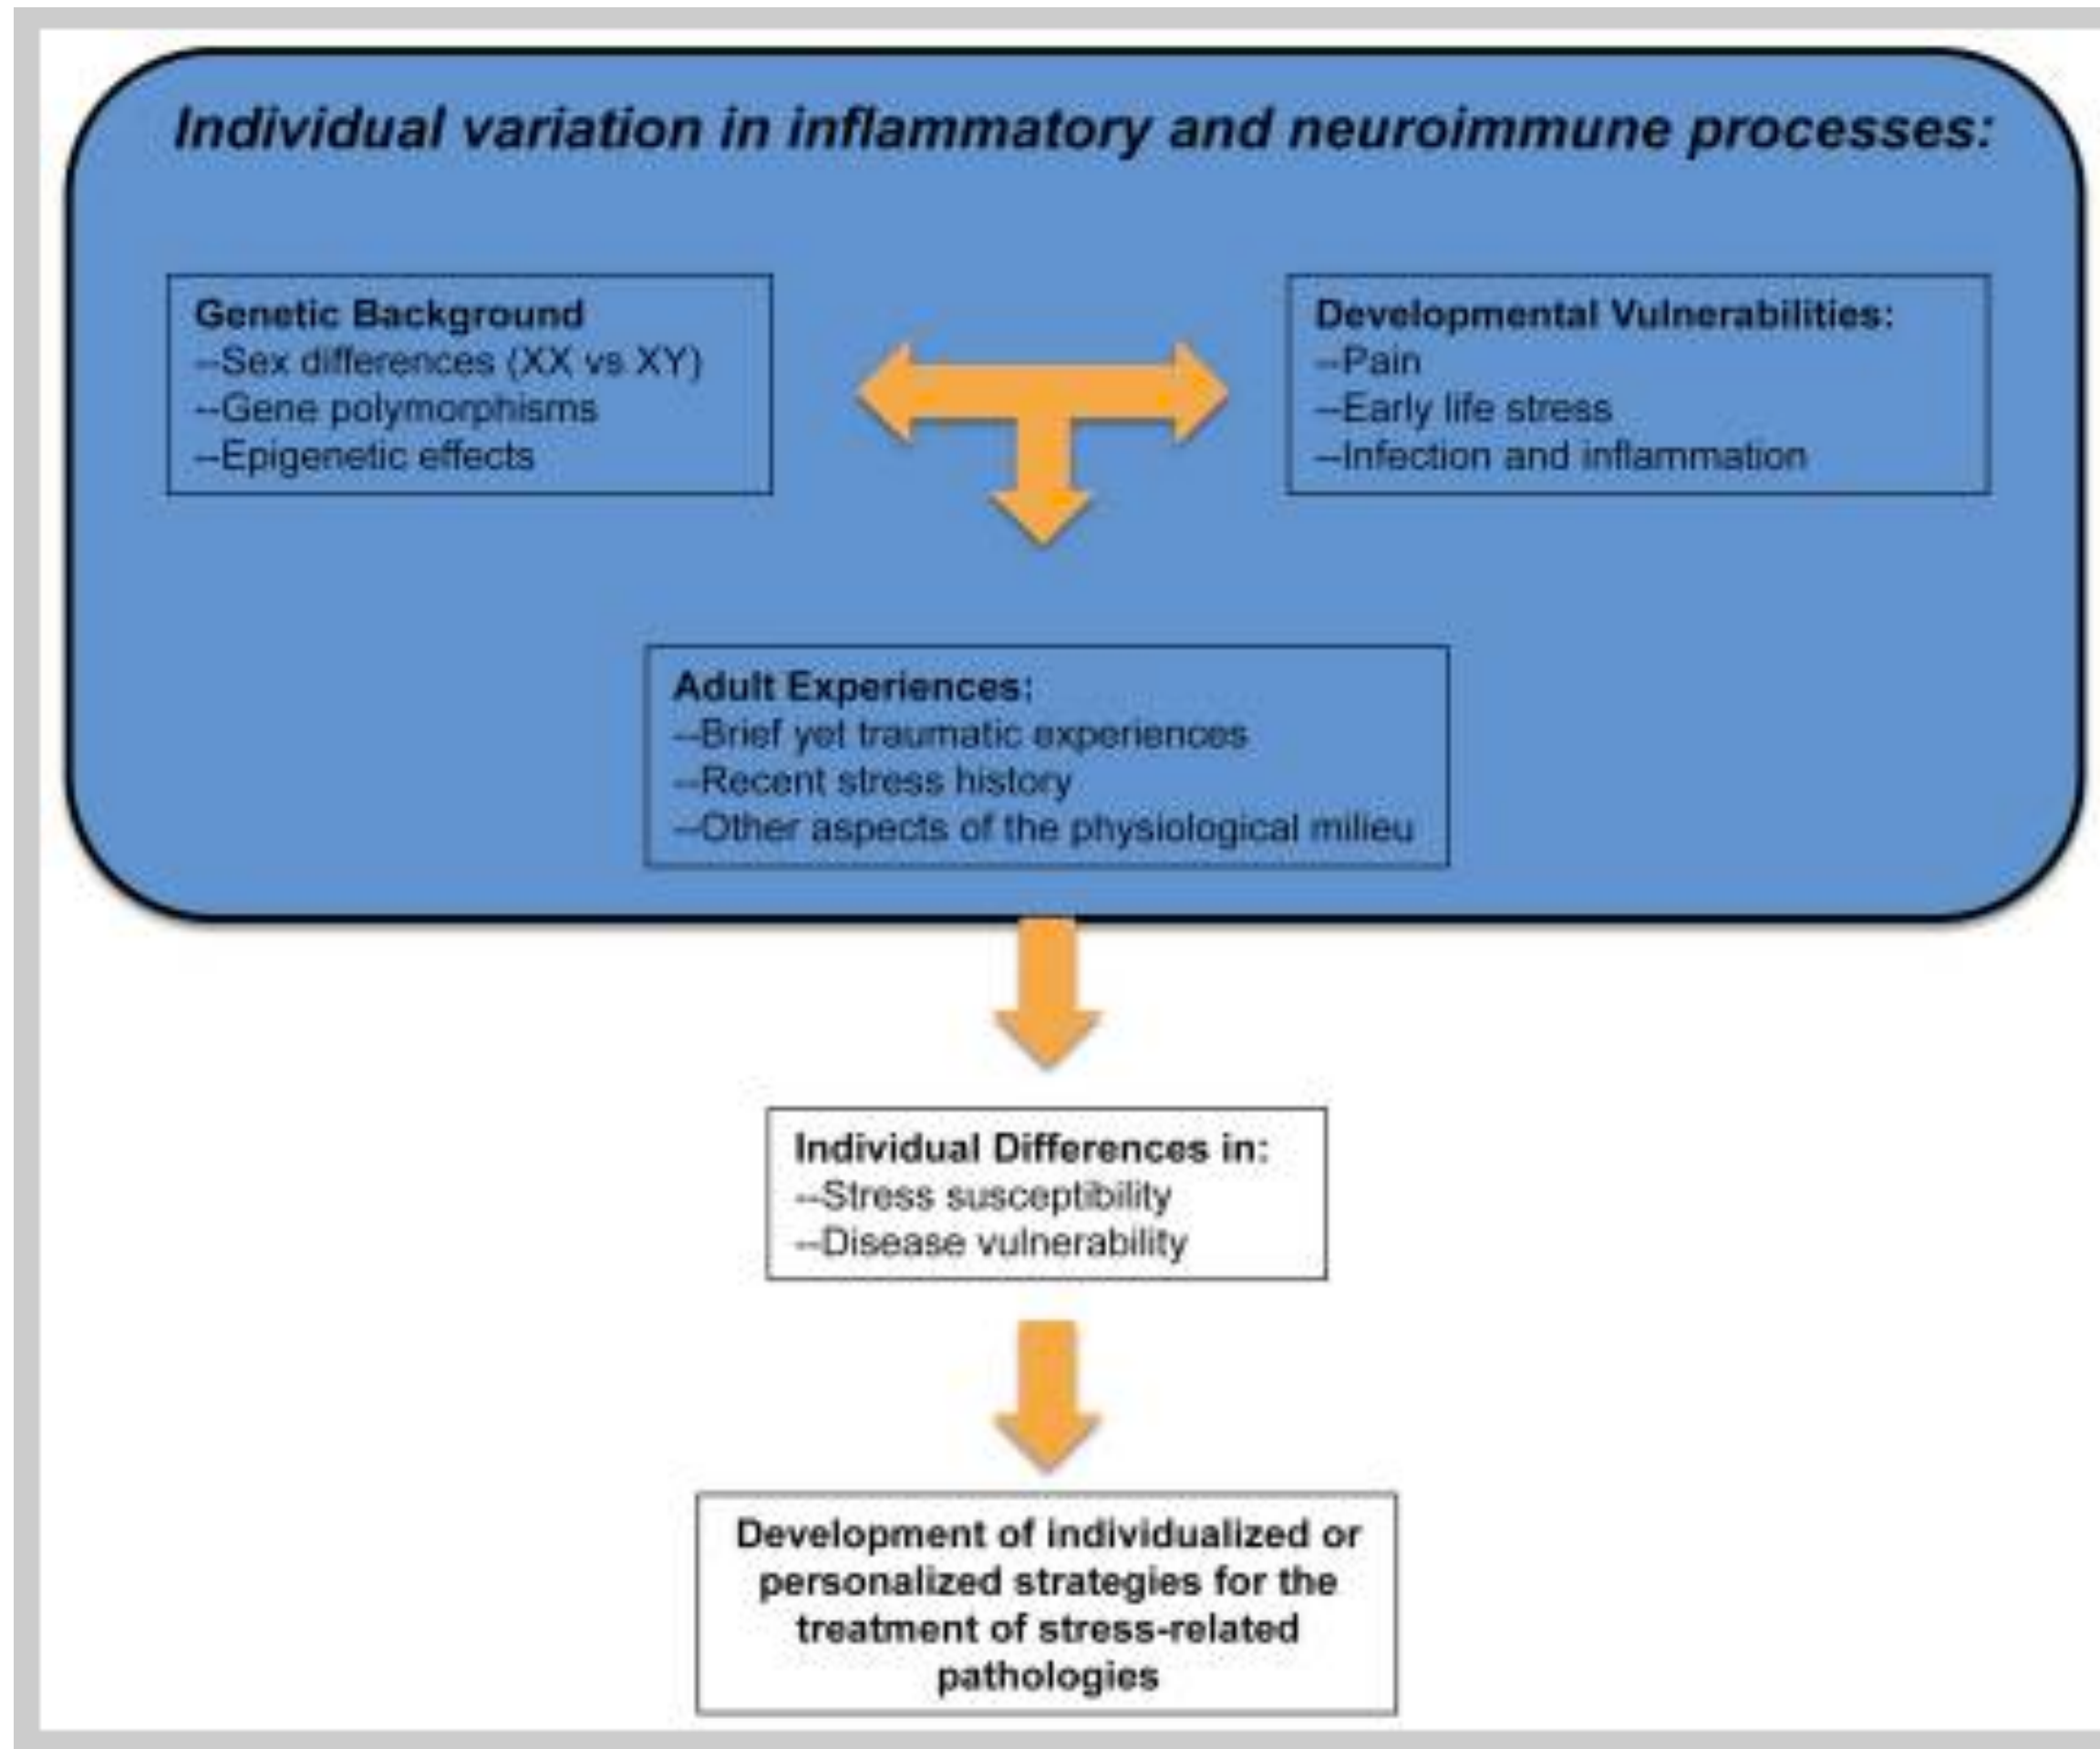 Individual variation in inflammatory and neuroimmune processes:
Genetic Background
--Sex differences (XX vs XY)
--Gene polymorphisms
--Epigenetic effects
Developmental Vulnerabilities:
--Pain
--Early life stress
--Infection and inflammation
Adult Experiences:
--Brief yet traumatic experiences
--Recent stress history
--Other aspects of the physiological milieu
Individual Differences in:
--Stress susceptibility
--Disease vulnerability
Development of individualized or
personalized strategies for the
treatment of stress-related
pathologies